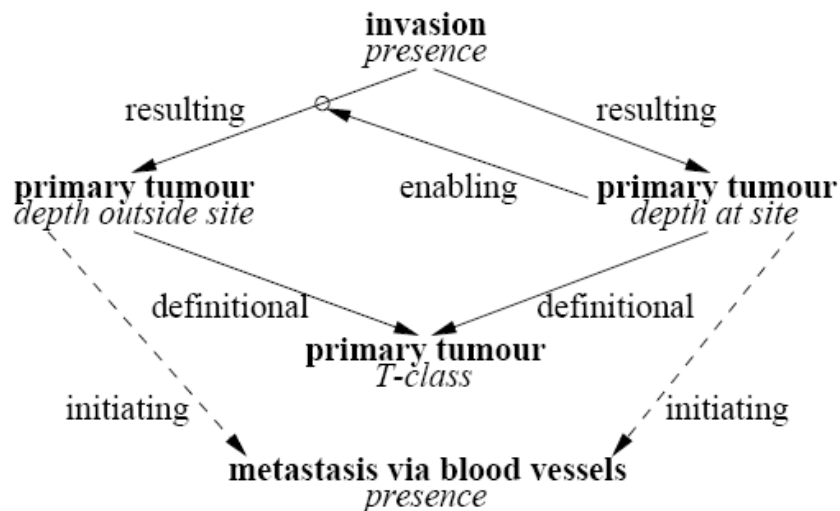 invasion
presence
resulting
resulting
primary tumour
depth outside site
enabling
primary tumour
depth at site
definitional
definitional
primary tumour
T-class
initiating
initiating
metastasis via blood vessels
presence